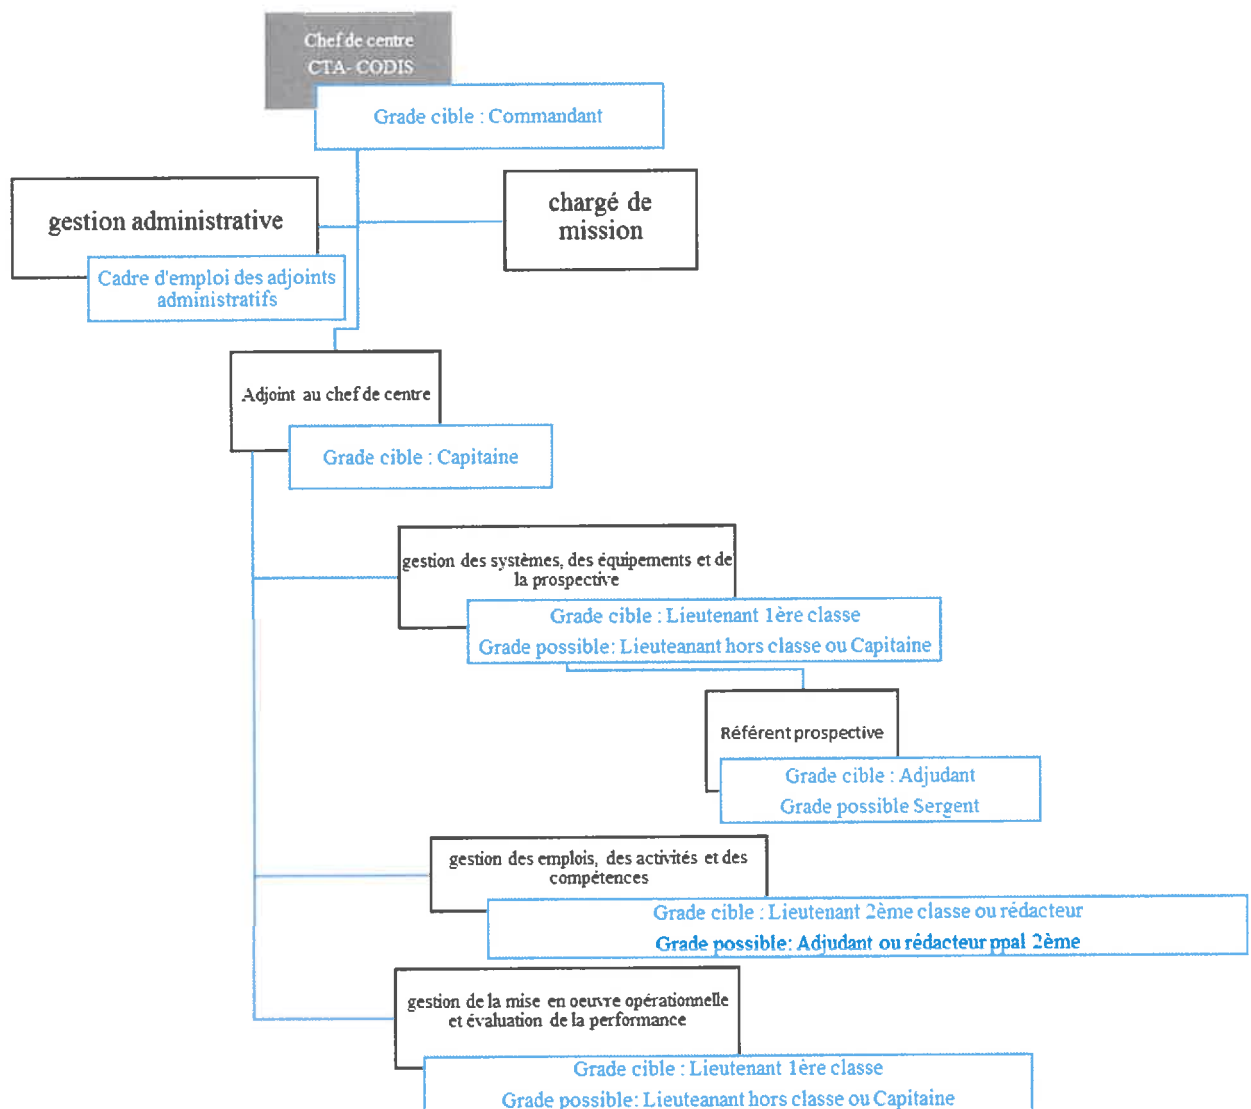 Chef de centre
CTA- CODIS
Grade cible : Commandant
gestion administrative
Cadre d'emploi des adjoints
administratifs
chargé de
mission
Adjoint au chef de centre
Grade cible : Capitaine
gestion des systèmes, des équipements et de
la prospective
Grade cible : Lieutenant 1ère classe
Grade possible: Lieuteanant hors classe ou Capitaine
Référent prospective
Grade cible : Adjudant
Grade possible Sergent
gestion des emplois, des activités et des
compétences
Grade cible : Lieutenant 2ème classe ou rédacteur
Grade possible: Adjudant ou rédacteur ppal 2ème
gestion de la mise en oeuvre opérationnelle
et évaluation de la performance
Grade cible : Lieutenant 1ère classe
Grade possible: Lieuteanant hors classe ou Capitaine